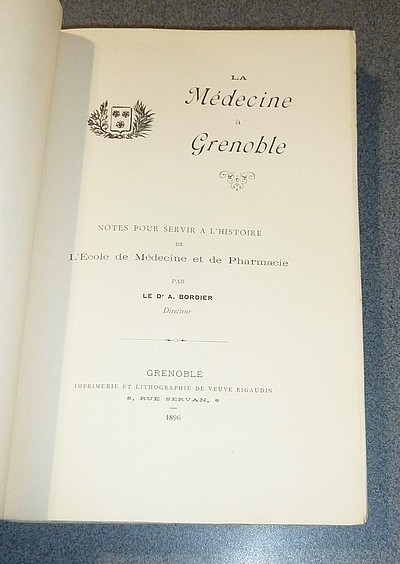 LA
Médecine
à
Grenoble
NOTES POUR SERVIR A L'HISTOIRE
DE
L'Ecole de Médecine et de Pharmacie
PAR
LE Dr A. BORDIER
Directeur
GRENOBLE
IMPRIMERIE ET LITHOGRAPHIE DE VEUVE RIGAUDIN
8, RUE SERVAN, 8
1896